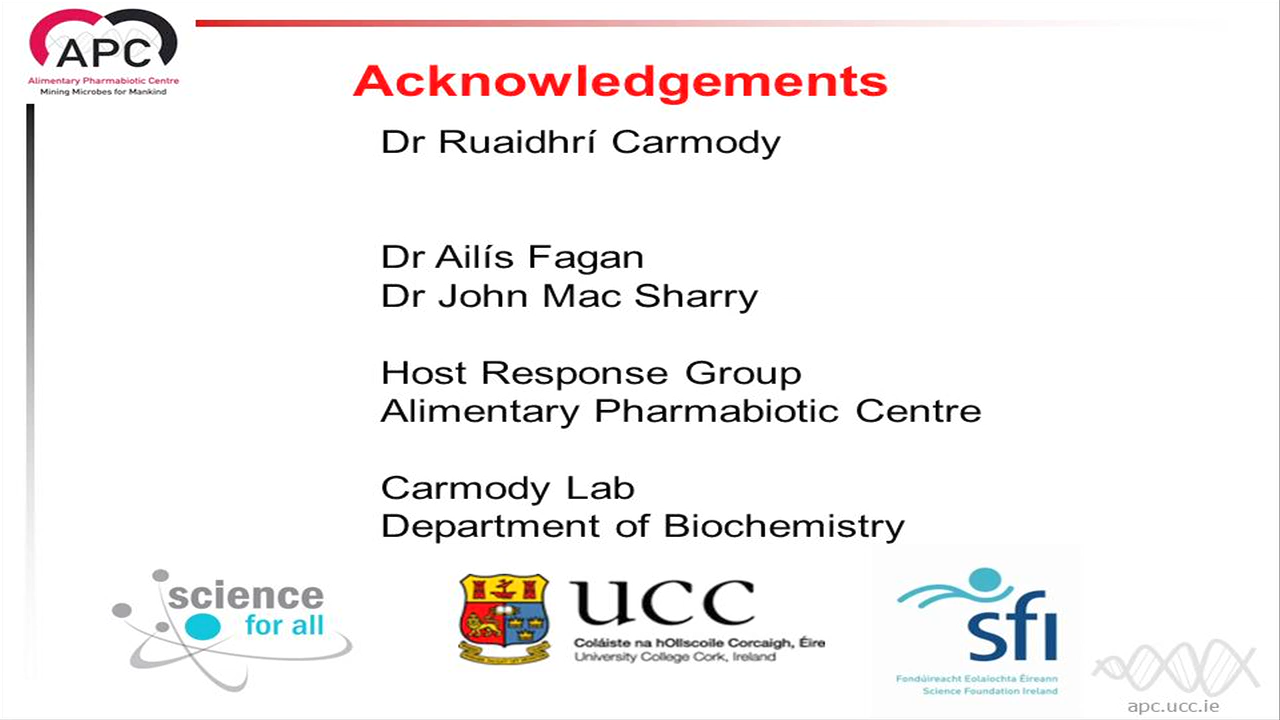 APC
Alimentary Pharmabiotic Centre
Mining Microbes for Mankind
Acknowledgements
Dr Ruaidhrí Carmody
Dr Ailís Fagan
Dr John Mac Sharry
Host Response Group
Alimentary Pharmabiotic Centre
Carmody Lab
Department of Biochemistry
science
for all
UCC
Coláiste na hOllscoile Corcaigh, Éire
University College Cork, Ireland
sfi
Fondúireacht Eolaíochta Éireann
Science Foundation Ireland
apc.ucc.ie